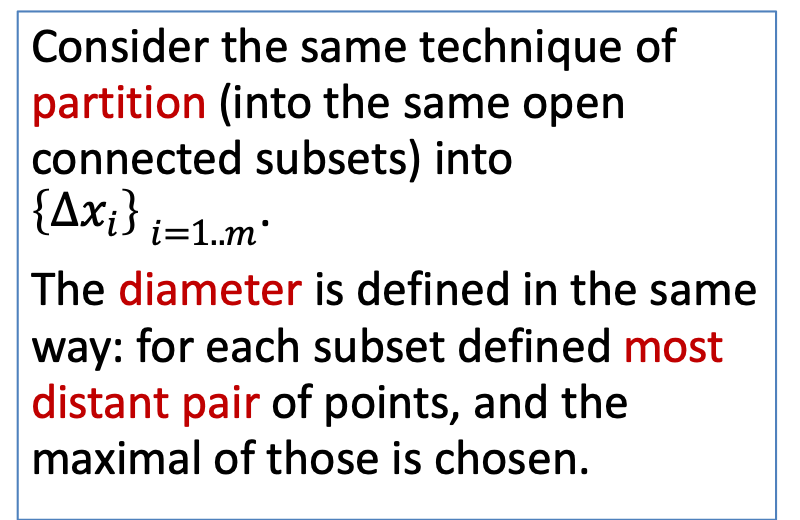 Consider the same technique of
partition (into the same open
connected subsets) into
{Δxᵢ} i=1..m.
The diameter is defined in the same
way: for each subset defined most
distant pair of points, and the
maximal of those is chosen.